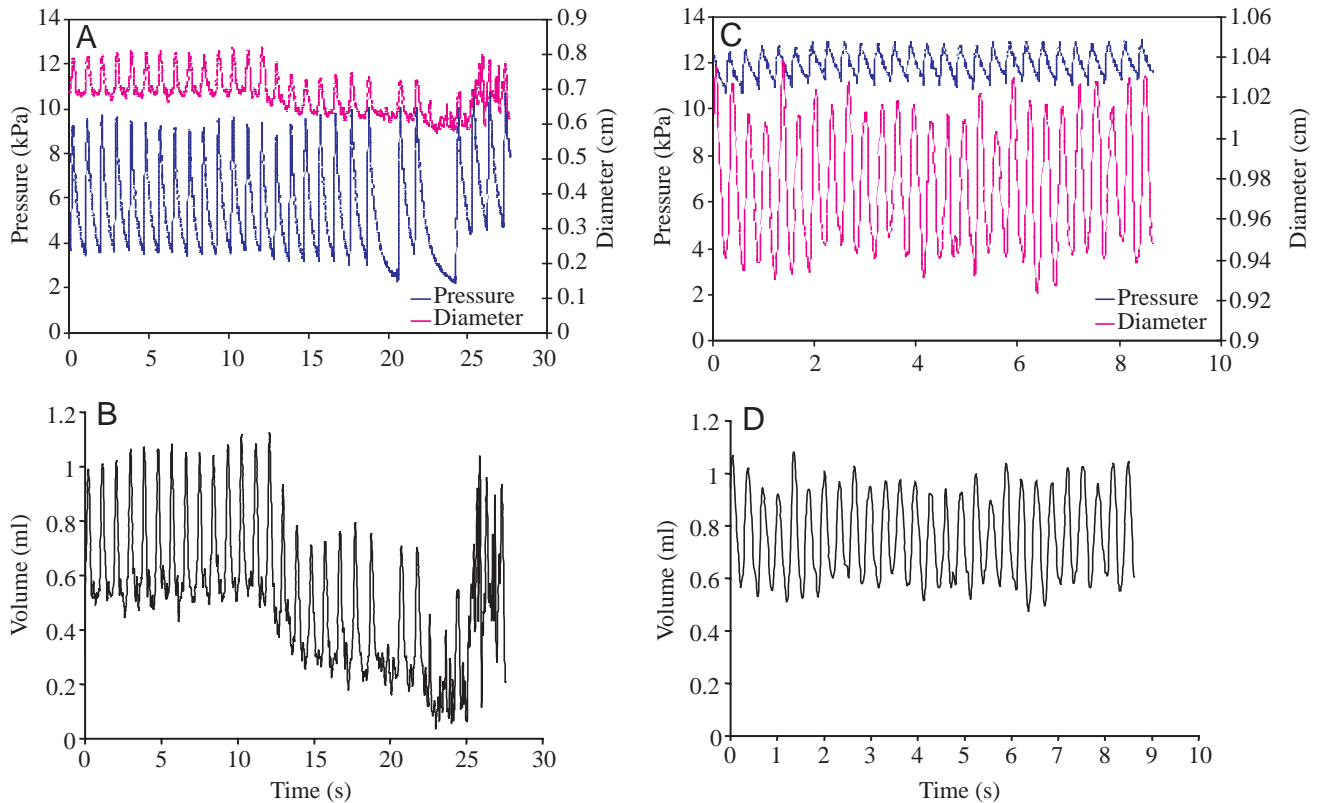 A
14
12
10
8
6
4
2
0
Pressure (kPa)
0.9
0.8
0.7
0.6
0.5
0.4
0.3
0.2
0.1
0
Diameter (cm)
Pressure
Diameter
0 5 10 15 20 25 30
C
14
12
10
8
6
4
2
0
Pressure (kPa)
1.06
1.04
1.02
1
0.98
0.96
0.94
0.92
0.9
Diameter (cm)
Pressure
Diameter
0 2 4 6 8 10
B
1.2
1
0.8
0.6
0.4
0.2
0
Volume (ml)
0 5 10 15 20 25 30
Time (s)
D
1.2
1
0.8
0.6
0.4
0.2
0
Volume (ml)
0 1 2 3 4 5 6 7 8 9 10
Time (s)